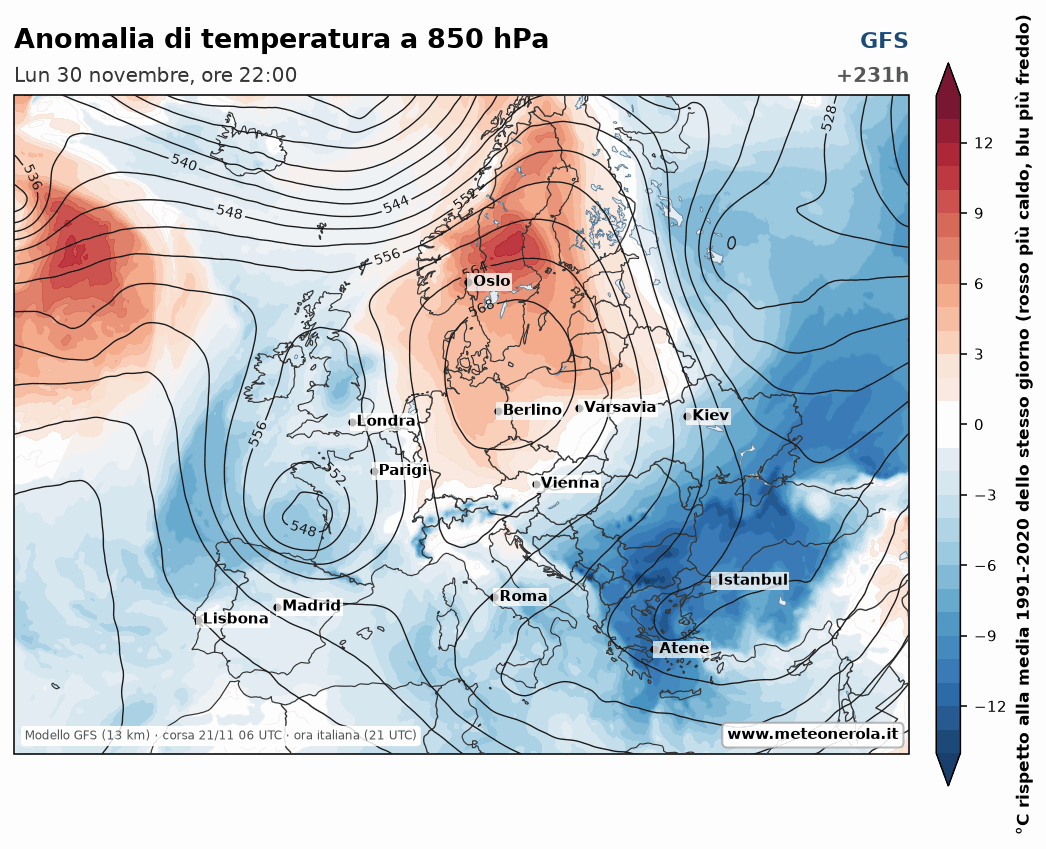 Anomalia di temperatura a 850 hPa
GFS
Lun 30 novembre, ore 22:00
+231h
528
536
540
544
548
552
556
564
568
Oslo
0
Londra
Berlino
Varsavia
Kiev
556
552
Parigi
Vienna
548
Istanbul
Roma
Madrid
Lisbona
Atene
Modello GFS (13 km) · corsa 21/11 06 UTC · ora italiana (21 UTC)
www.meteonerola.it
12
9
6
3
0
−3
−6
−9
−12
°C rispetto alla media 1991-2020 dello stesso giorno (rosso più caldo, blu più freddo)